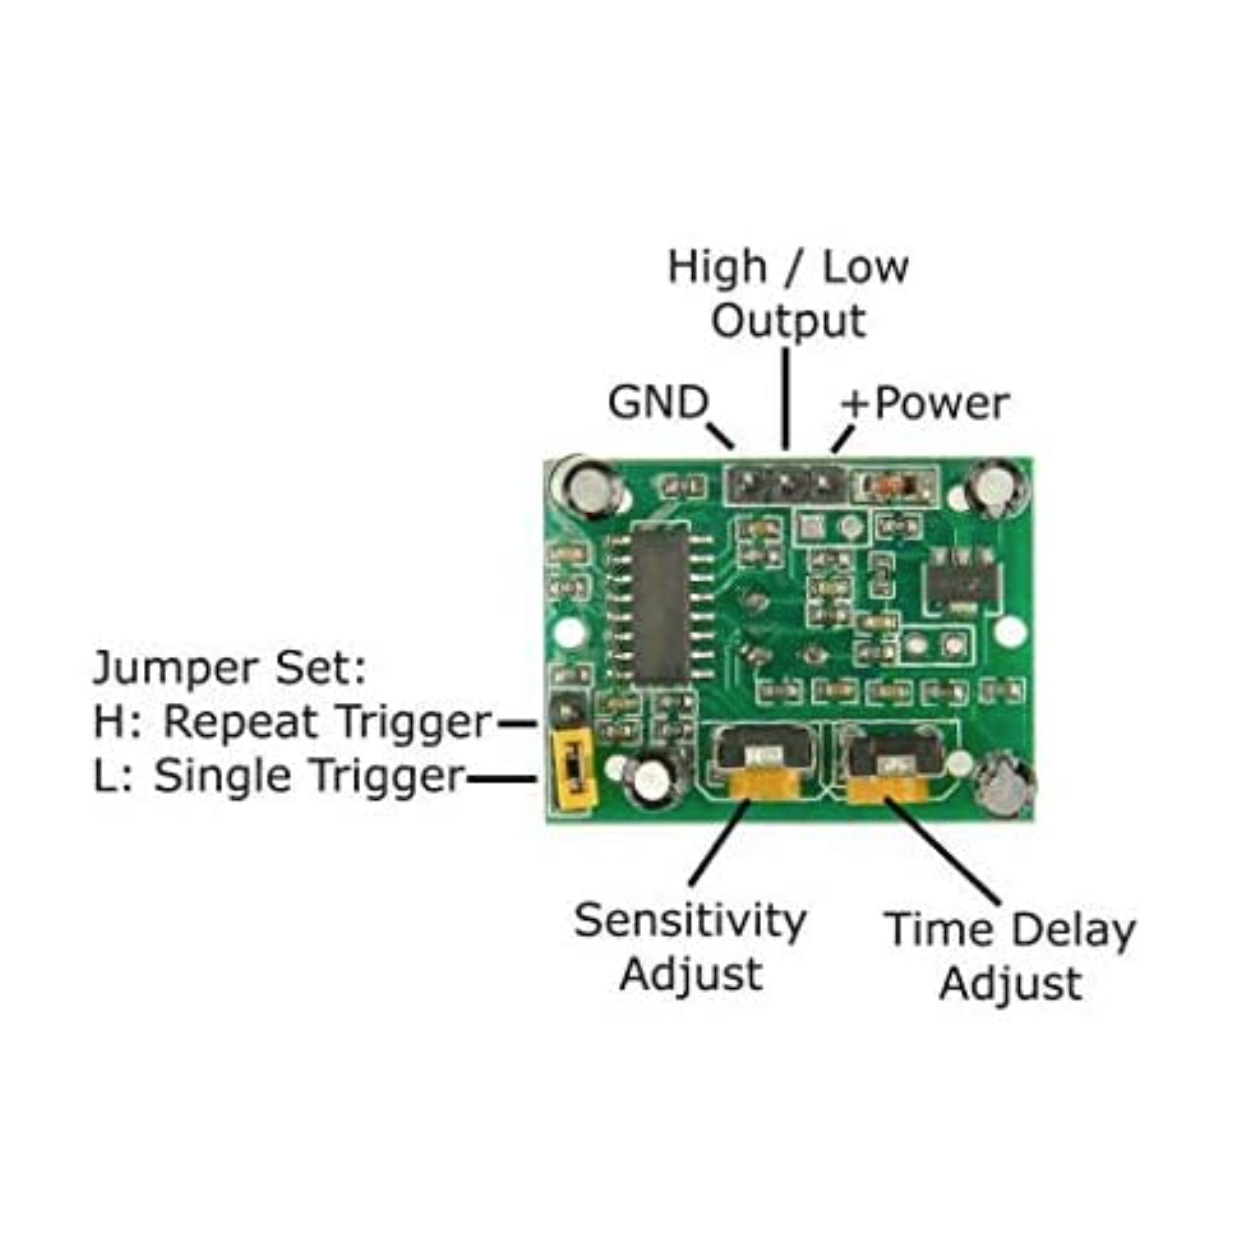 High / Low
Output
GND
+Power
Jumper Set:
H: Repeat Trigger
L: Single Trigger
Sensitivity
Adjust
Time Delay
Adjust